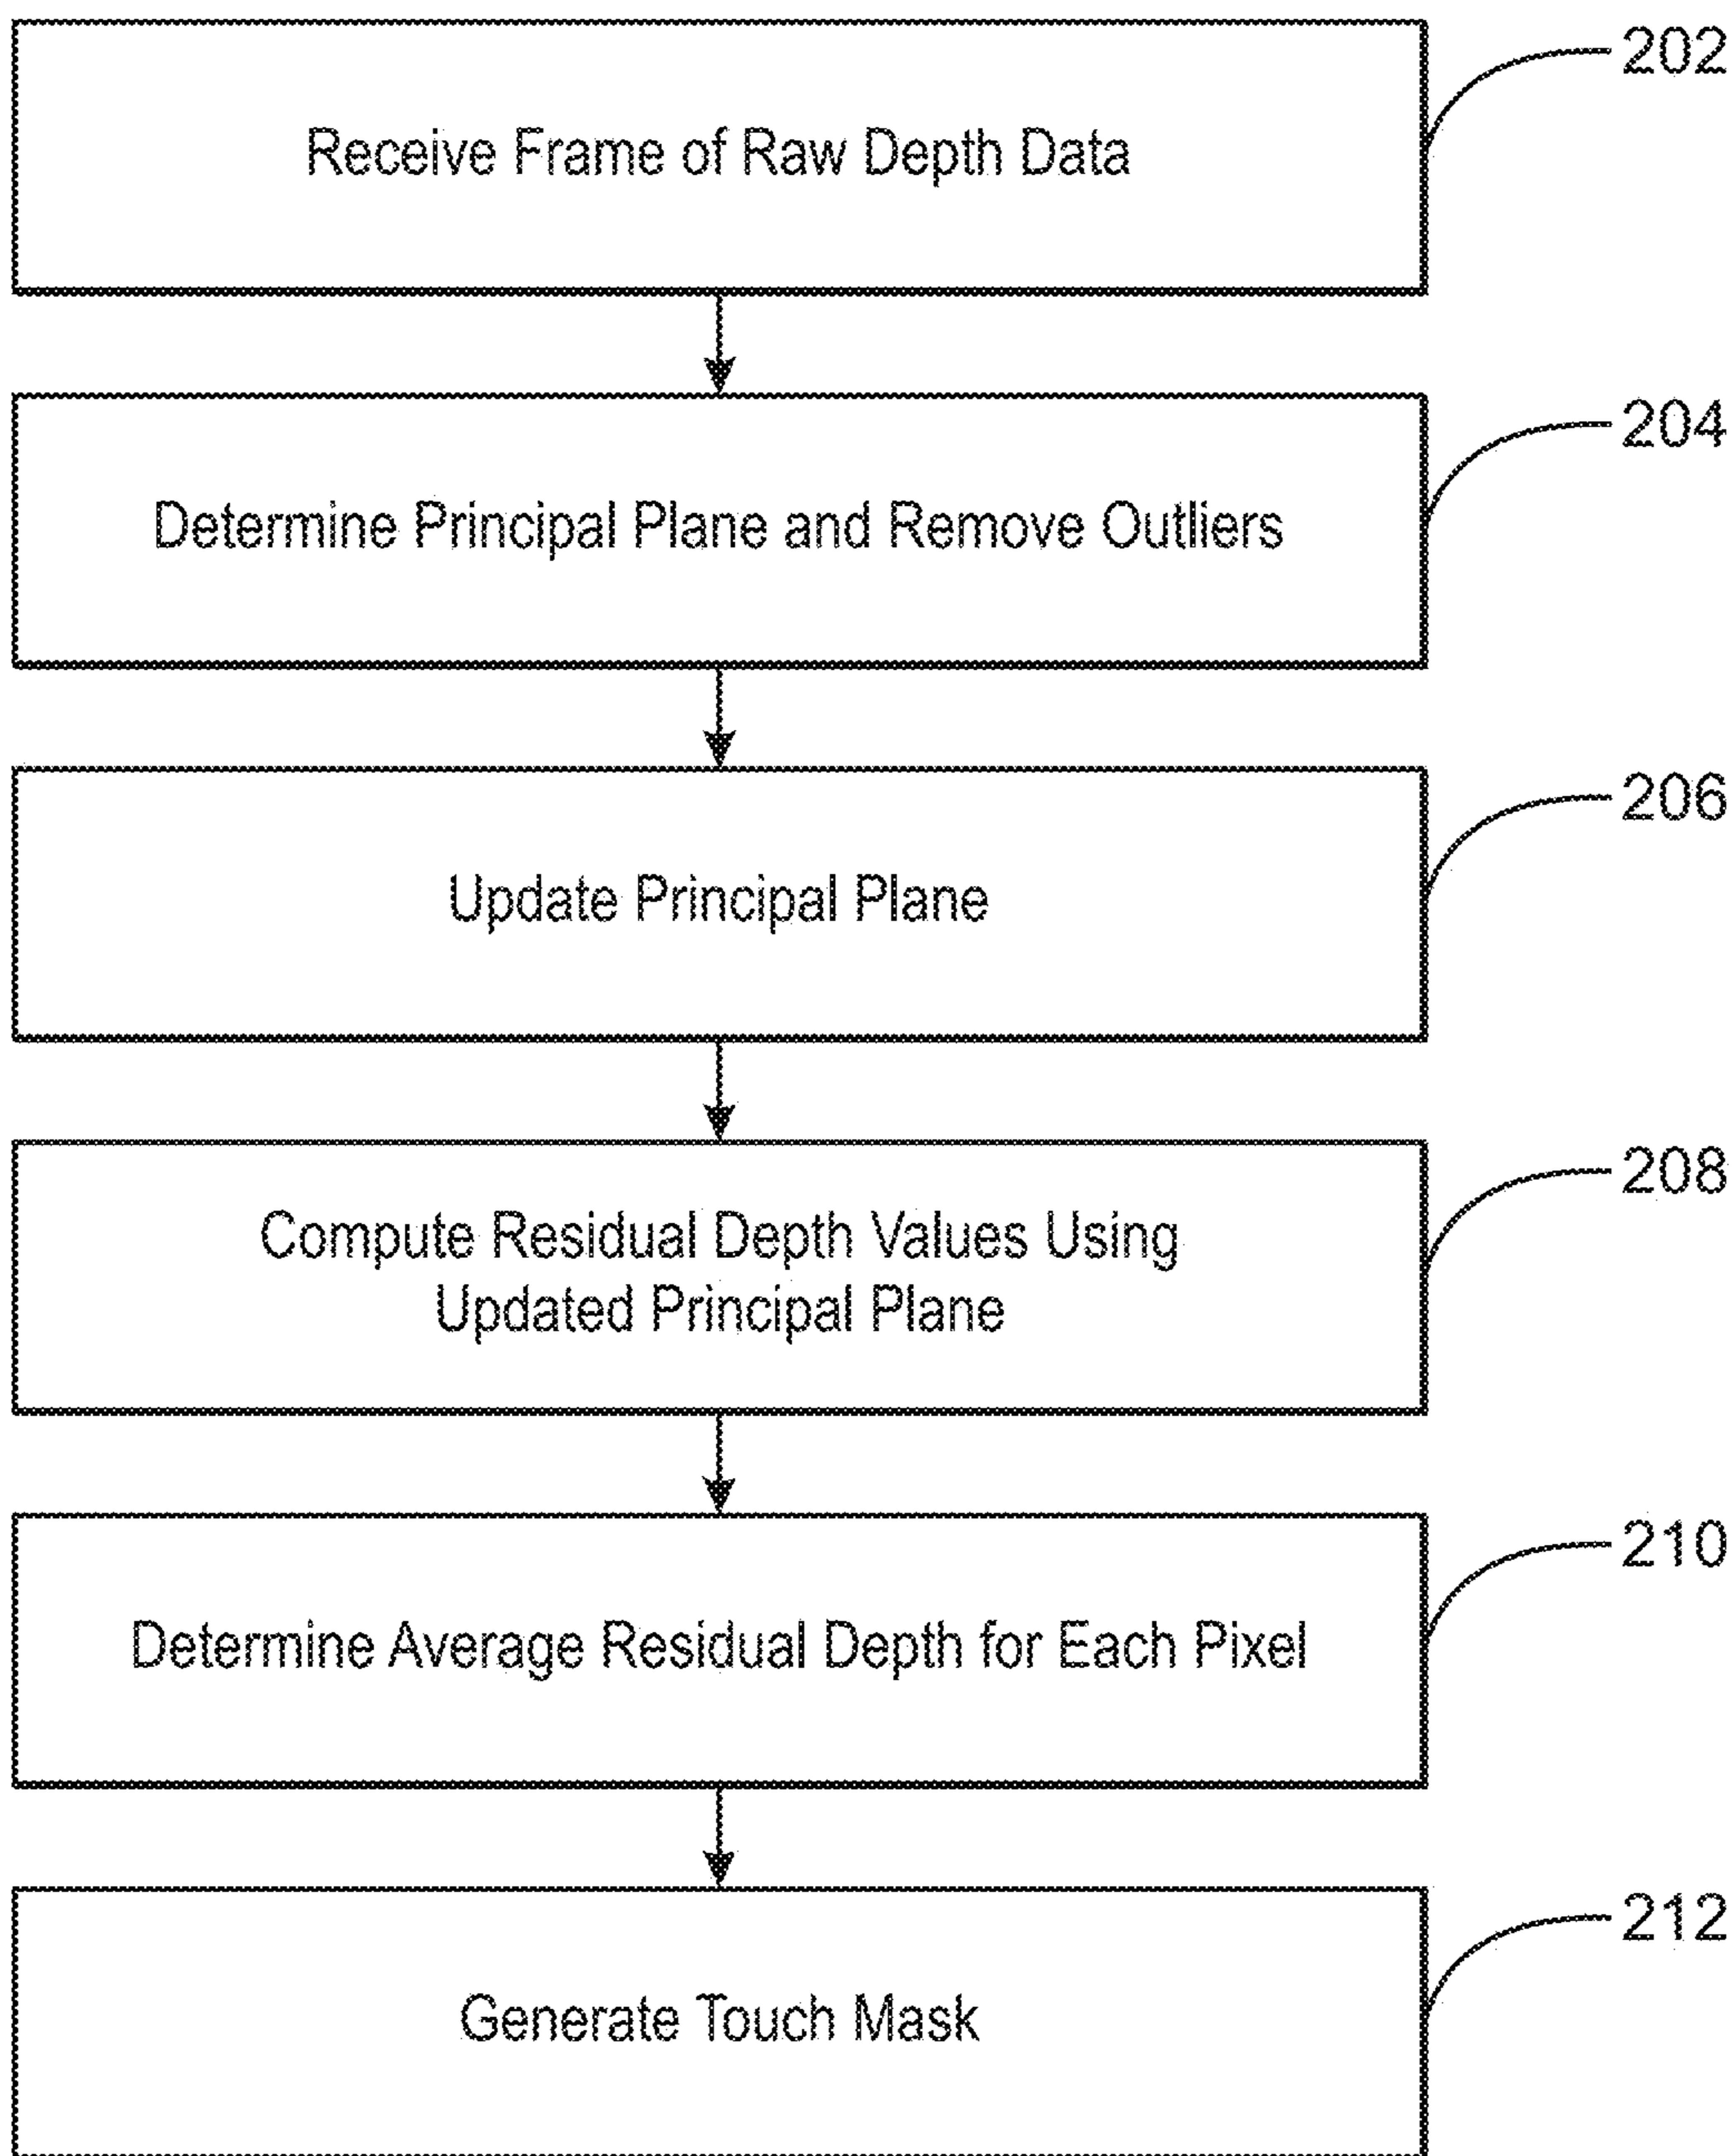 202
Receive Frame of Raw Depth Data
204
Determine Principal Plane and Remove Outliers
206
Update Principal Plane
208
Compute Residual Depth Values Using
Updated Principal Plane
210
Determine Average Residual Depth for Each Pixel
212
Generate Touch Mask